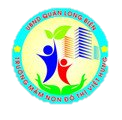 UBND QUẬN LONG BIÊN
TRƯỜNG MẦM NON ĐÔ THỊ VIỆT HƯNG